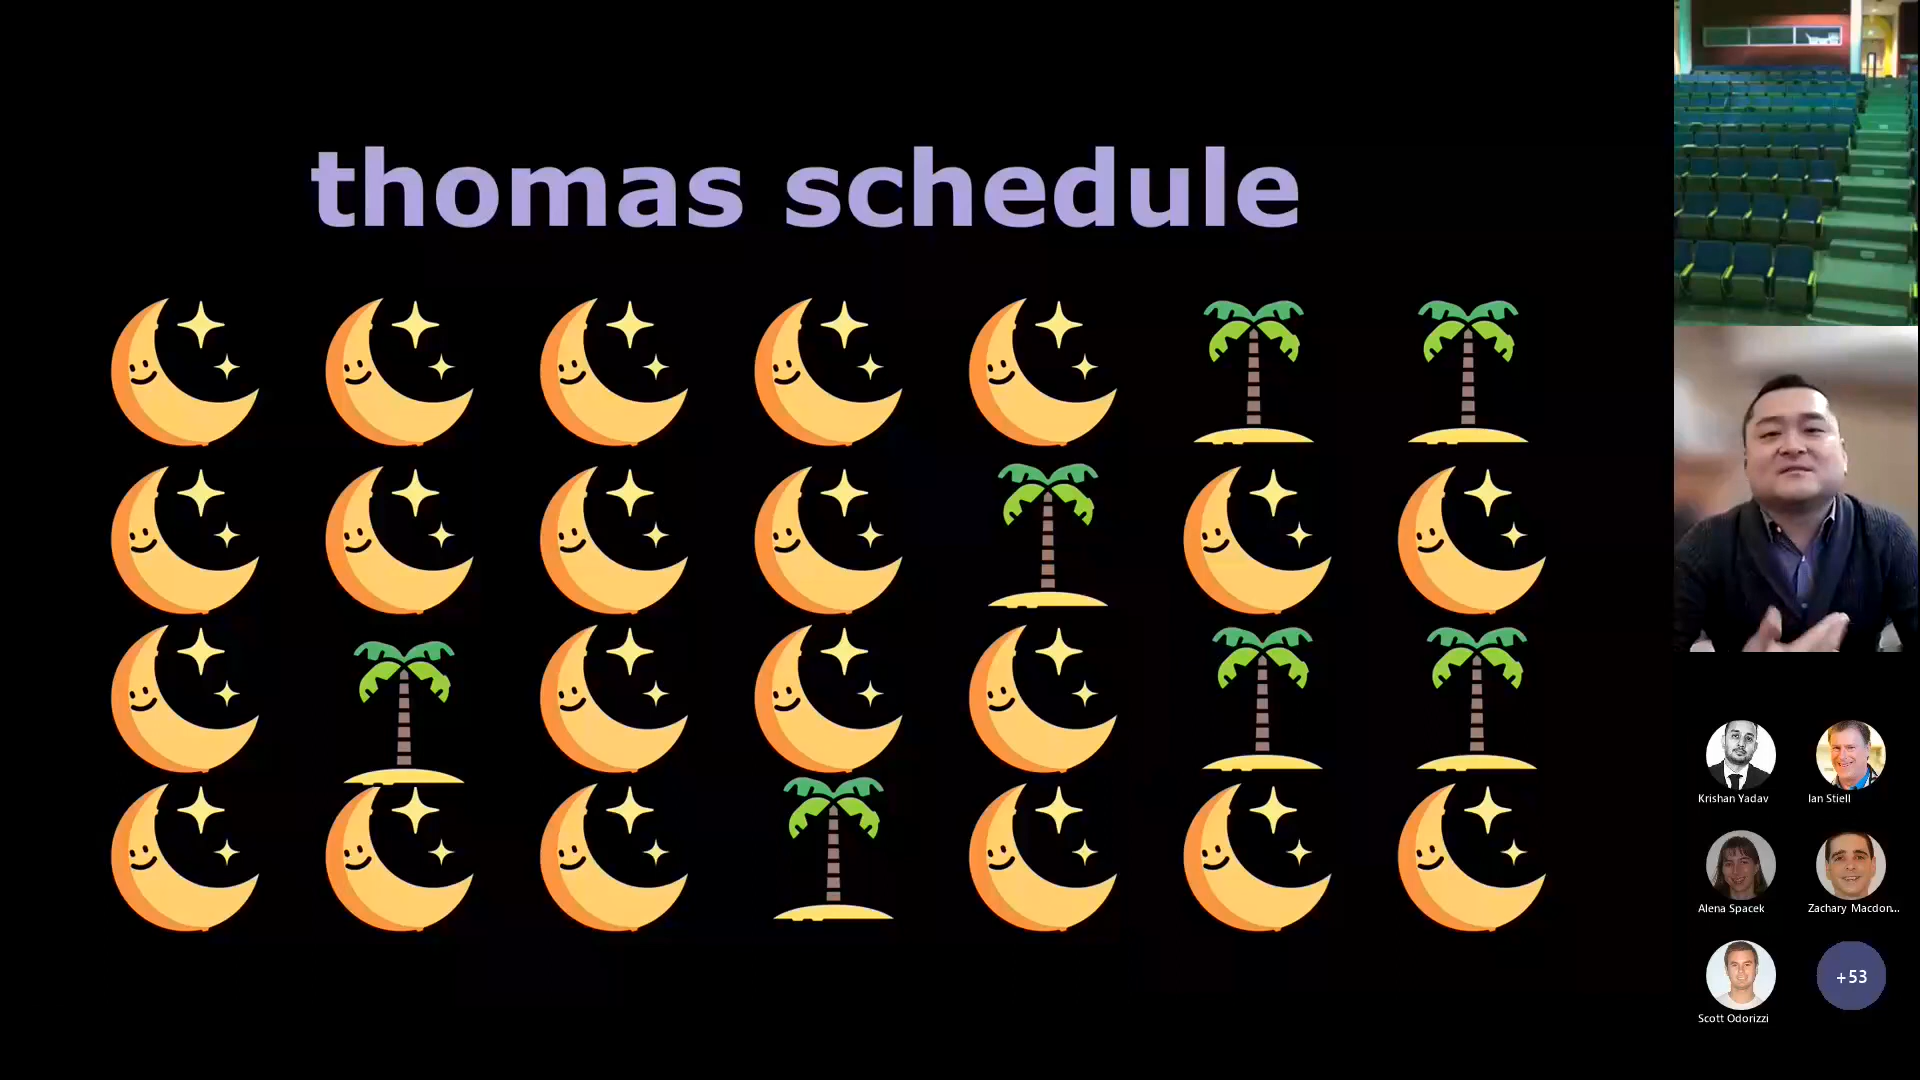 thomas schedule
Krishan Yadav
Ian Stiell
Alena Spacek
Zachary Macdon...
Scott Odorizzi
+53